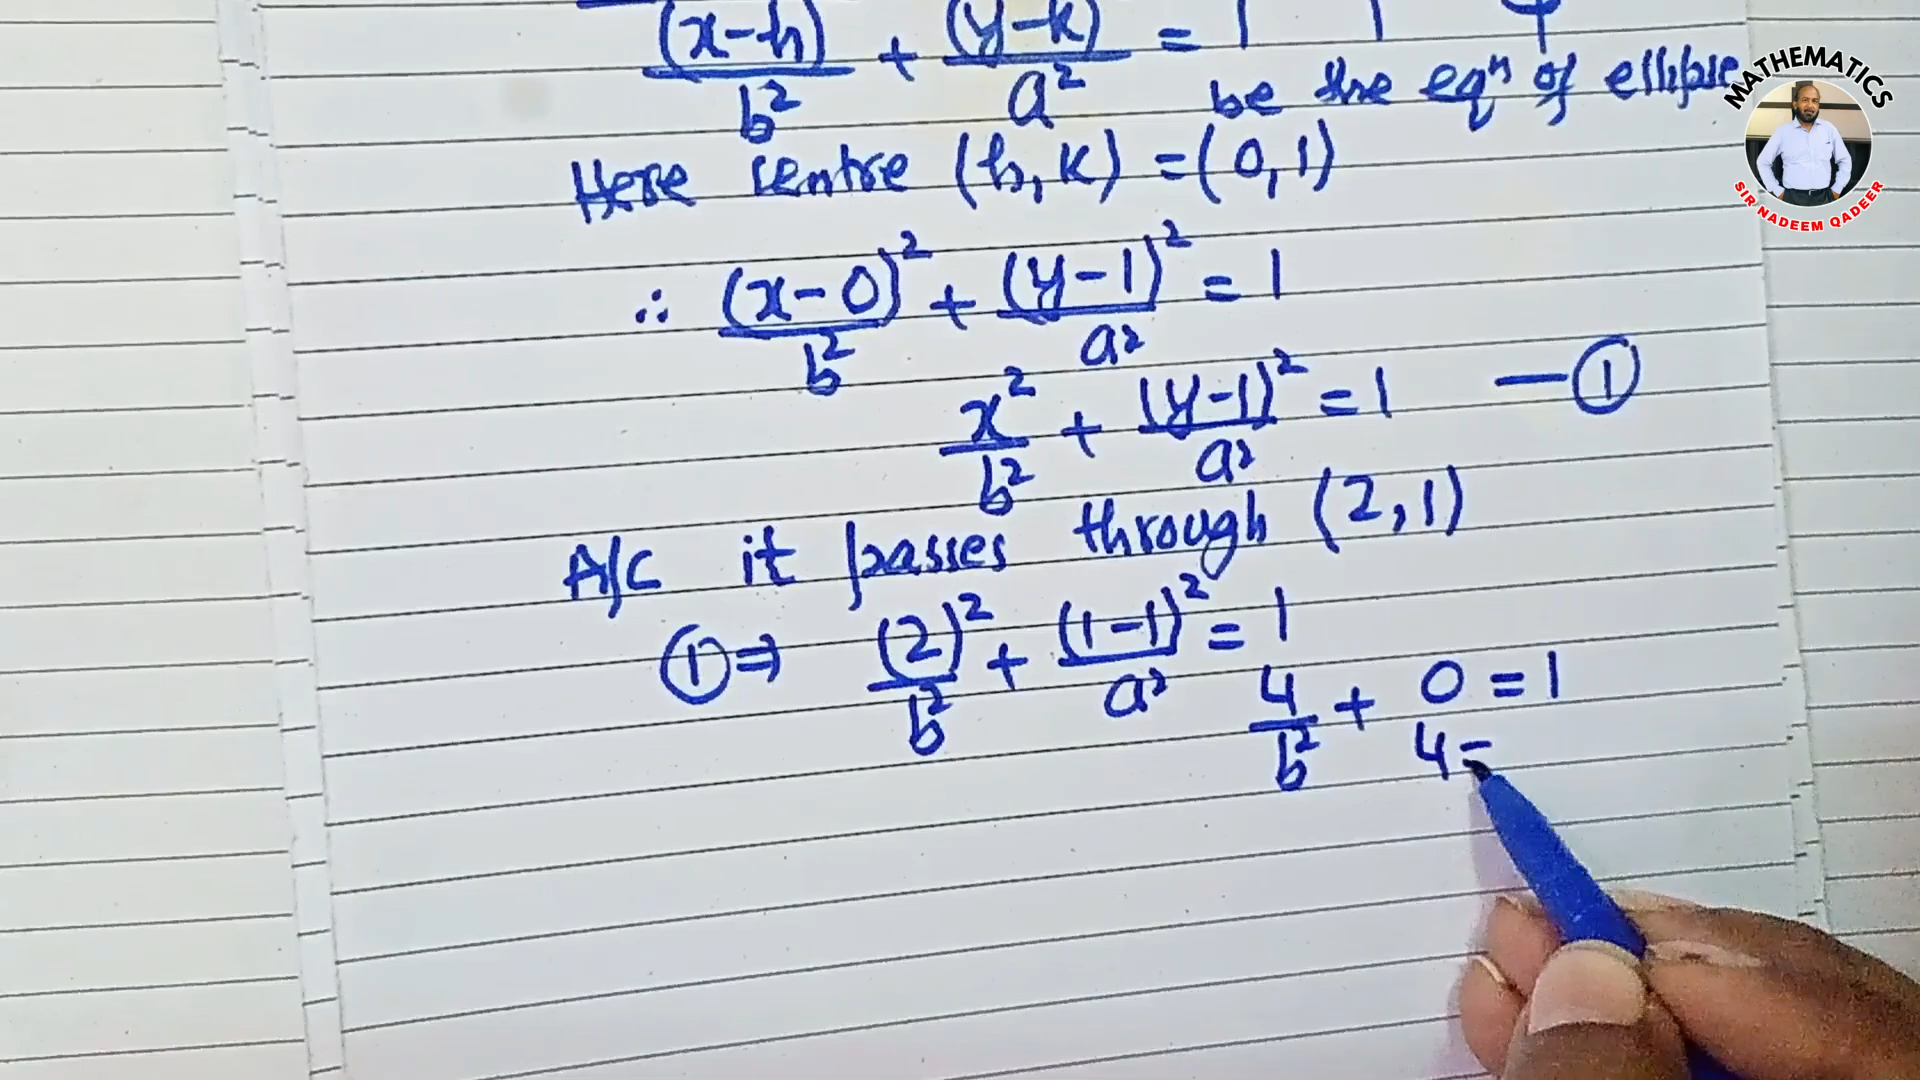 (x-h)/b² + (y-k)/a² = 1
be the eqⁿ of ellipse
Here centre (h, k) = (0, 1)
∴ (x-0)²/b² + (y-1)²/a² = 1
x²/b² + (y-1)²/a² = 1 — ①
A/C it passes through (2, 1)
① ⇒ (2)²/b² + (1-1)²/a² = 1
4/b² + 0 = 1
4=
MATHEMATICS
SIR NADEEM QADEER